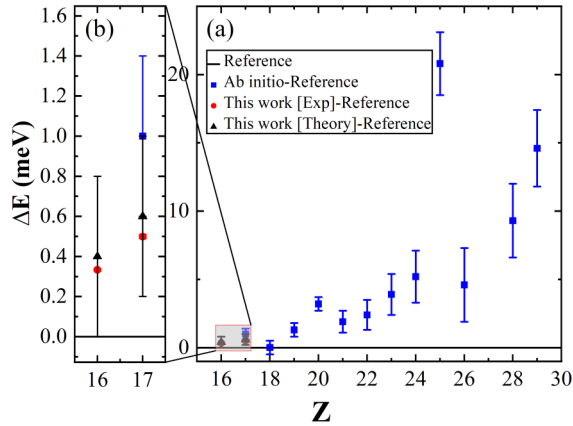 (b)
(a)
Reference
Ab initio-Reference
This work [Exp]-Reference
This work [Theory]-Reference
ΔE (meV)
1.6
1.4
1.2
1.0
0.8
0.6
0.4
0.2
0.0
20
10
0
16 17
16 18 20 22 24 26 28 30
Z